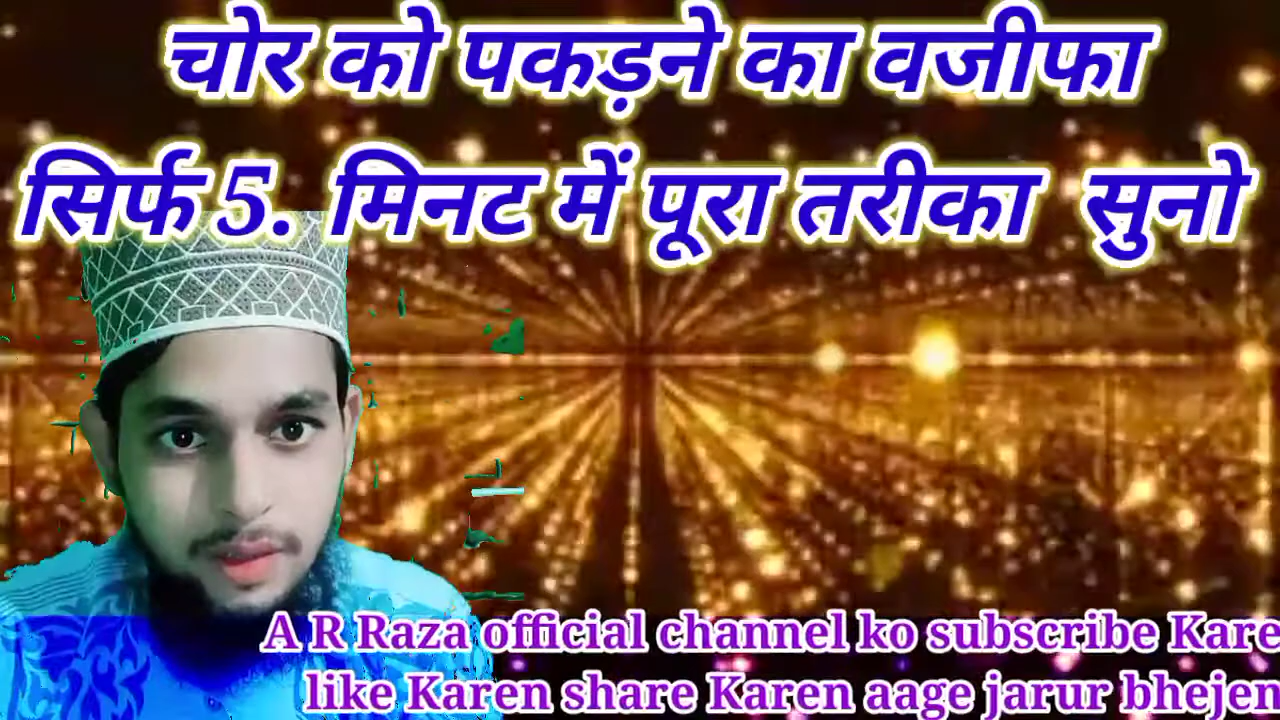 चोर को पकड़ने का वजीफा
सिर्फ 5. मिनट में पूरा तरीका सुनो
A R Raza official channel ko subscribe Kare
like Karen share Karen aage jarur bhejen